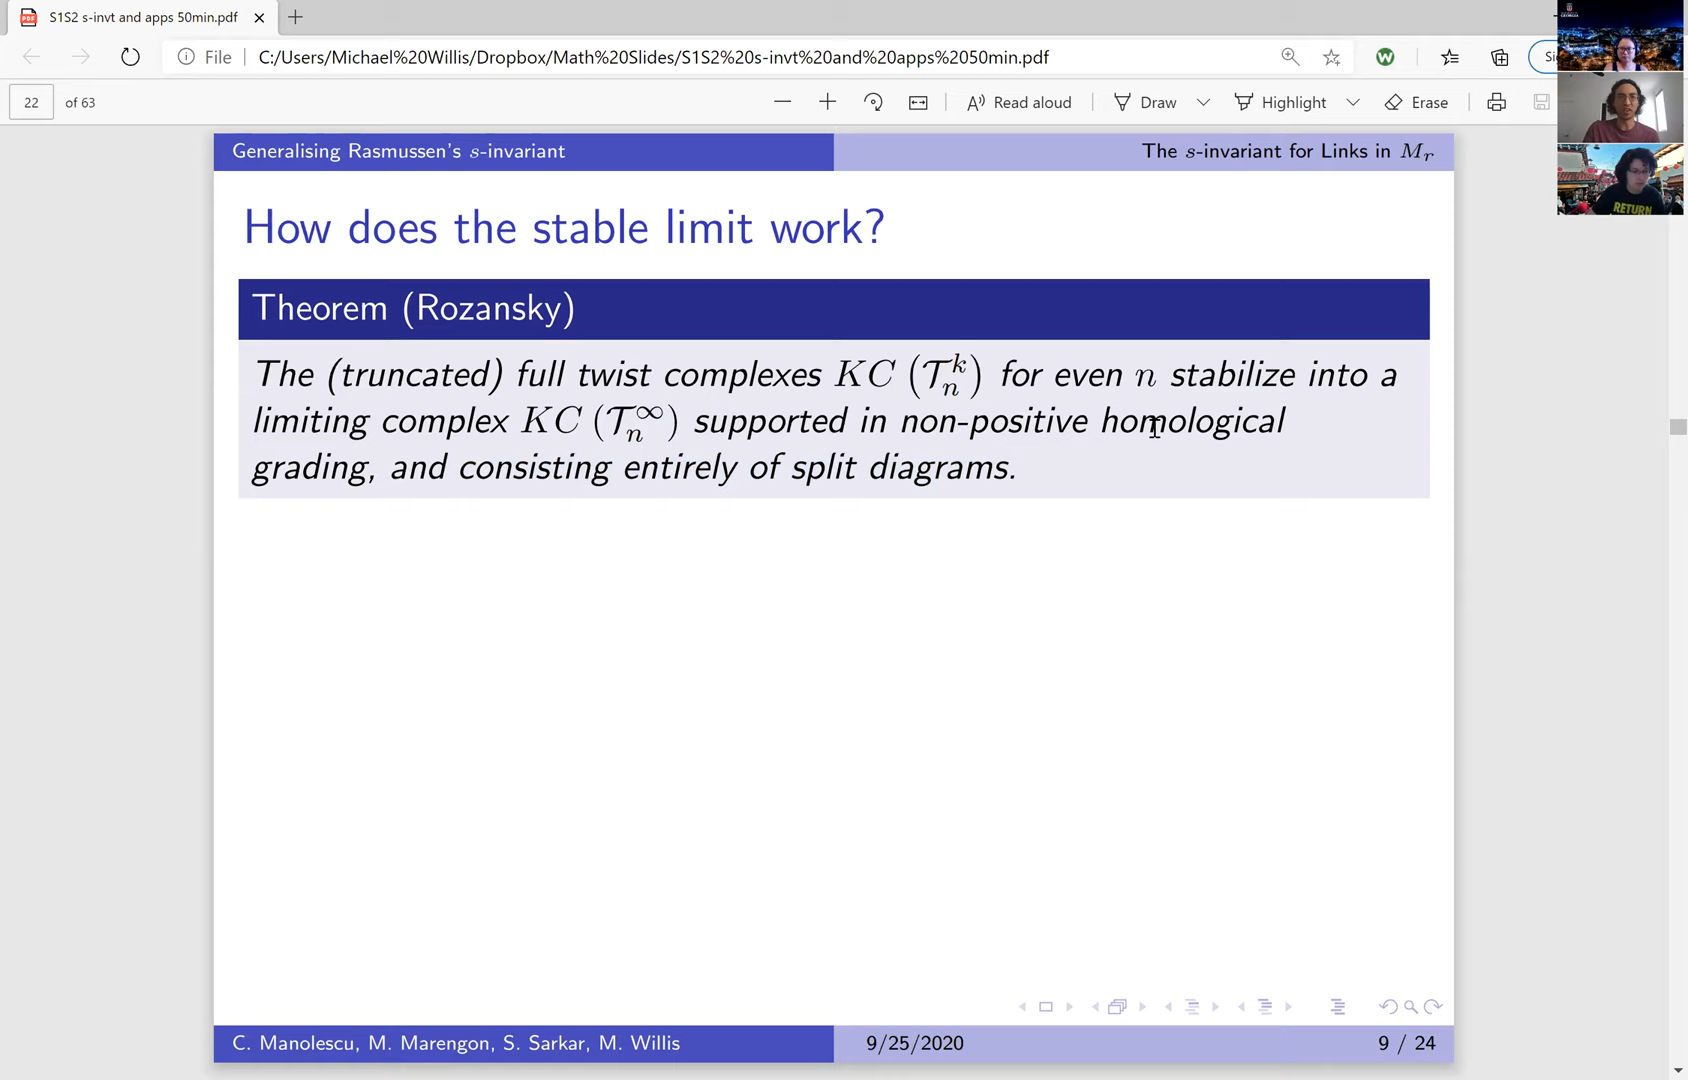 S1S2 s-invt and apps 50min.pdf
File
C:/Users/Michael%20Willis/Dropbox/Math%20Slides/S1S2%20s-invt%20and%20apps%2050min.pdf
22 of 63
Read aloud
Draw
Highlight
Erase
Generalising Rasmussen's s-invariant
The s-invariant for Links in M_r
How does the stable limit work?
Theorem (Rozansky)
The (truncated) full twist complexes KC (𝒯_n^k) for even n stabilize into a
limiting complex KC (𝒯_n^∞) supported in non-positive homological
grading, and consisting entirely of split diagrams.
C. Manolescu, M. Marengon, S. Sarkar, M. Willis
9/25/2020
9 / 24
RETURN